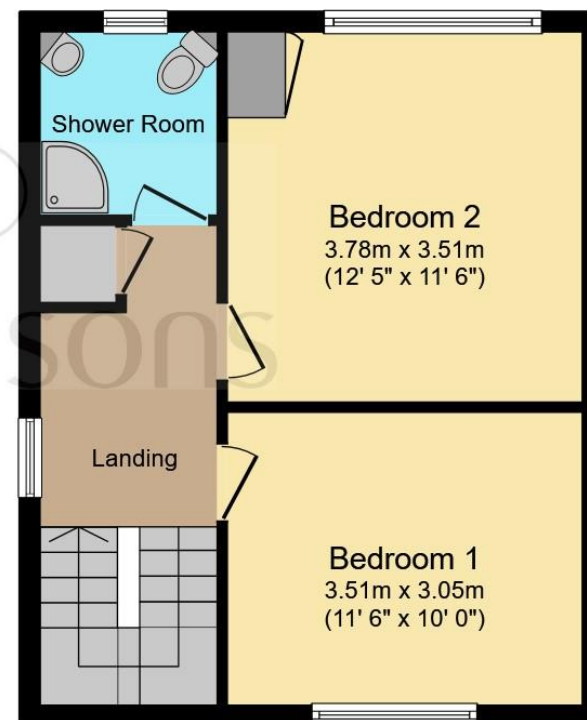 Shower Room
Bedroom 2
3.78m x 3.51m
(12' 5" x 11' 6")
sons
Landing
Bedroom 1
3.51m x 3.05m
(11' 6" x 10' 0")